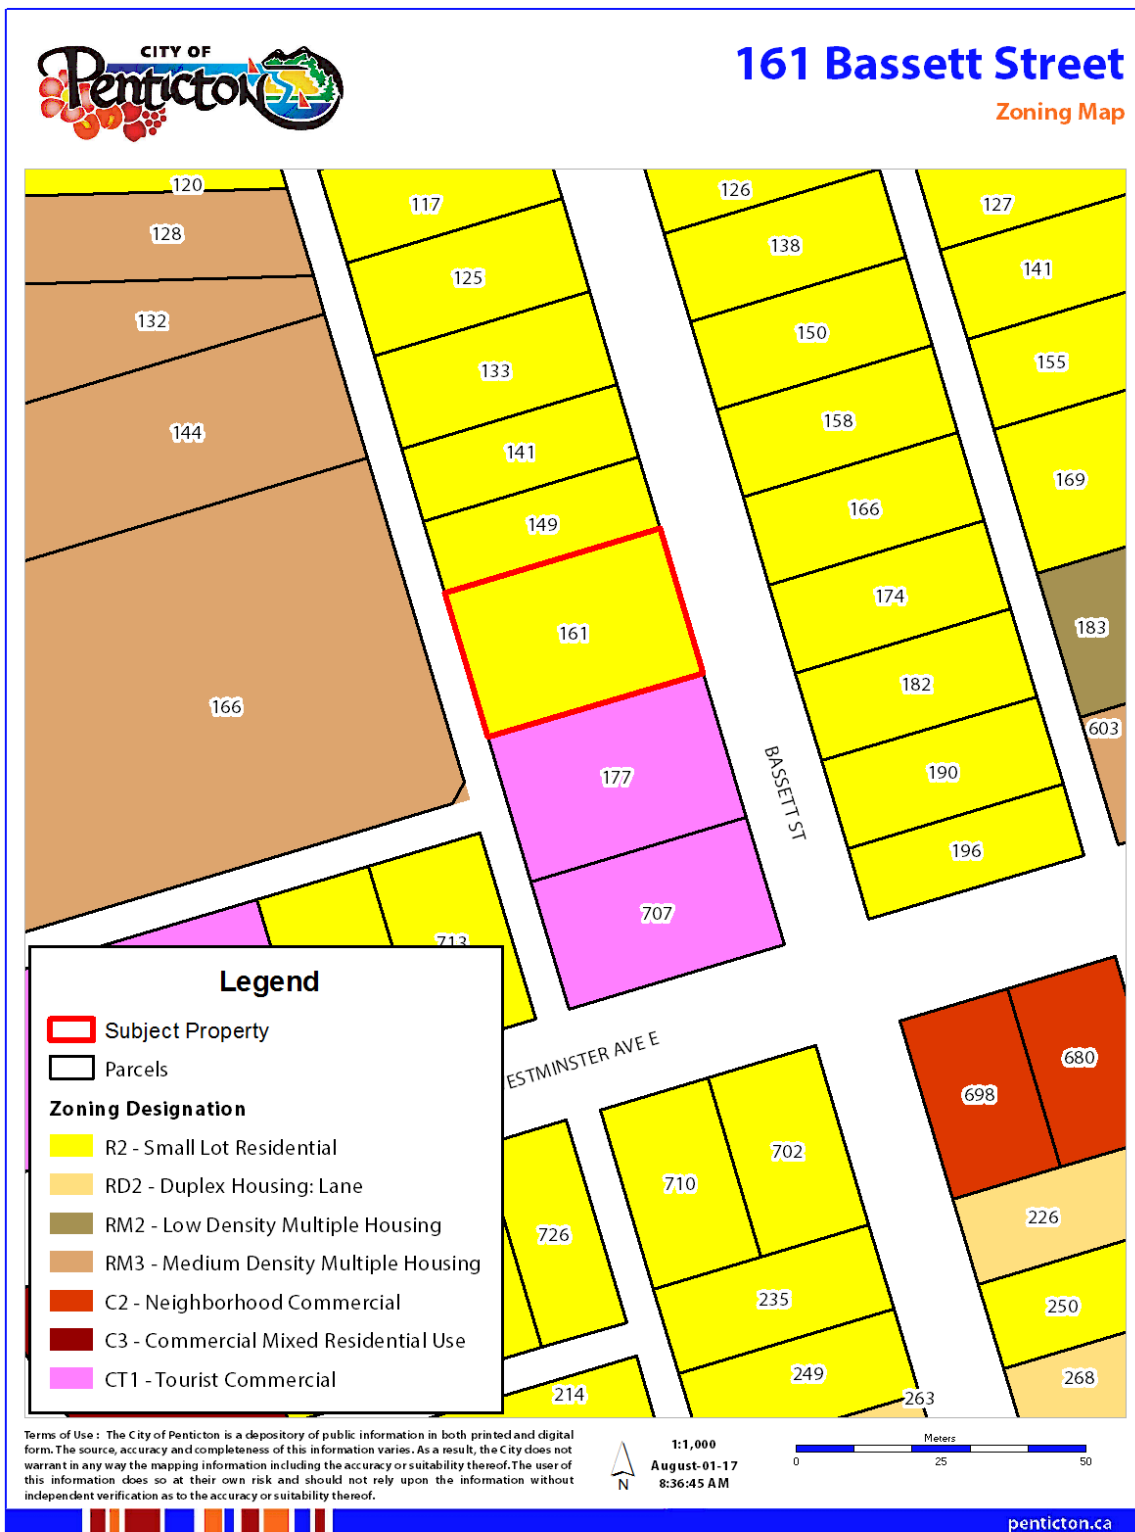 CITY OF
Penticton
161 Bassett Street
Zoning Map
120
117
126
127
128
138
125
141
132
150
133
155
144
158
141
169
149
166
161
174
183
166
182
603
177
190
BASSETT ST
196
707
713
ESTMINSTER AVE E
680
698
702
710
226
726
235
250
249
268
214
263
Legend
Subject Property
Parcels
Zoning Designation
R2 - Small Lot Residential
RD2 - Duplex Housing: Lane
RM2 - Low Density Multiple Housing
RM3 - Medium Density Multiple Housing
C2 - Neighborhood Commercial
C3 - Commercial Mixed Residential Use
CT1 - Tourist Commercial
Terms of Use : The City of Penticton is a depository of public information in both printed and digital
form. The source, accuracy and completeness of this information varies. As a result, the City does not
warrant in any way the mapping information including the accuracy or suitability thereof. The user of
this information does so at their own risk and should not rely upon the information without
independent verification as to the accuracy or suitability thereof.
N
1:1,000
August-01-17
8:36:45 AM
Meters
0 25 50
penticton.ca